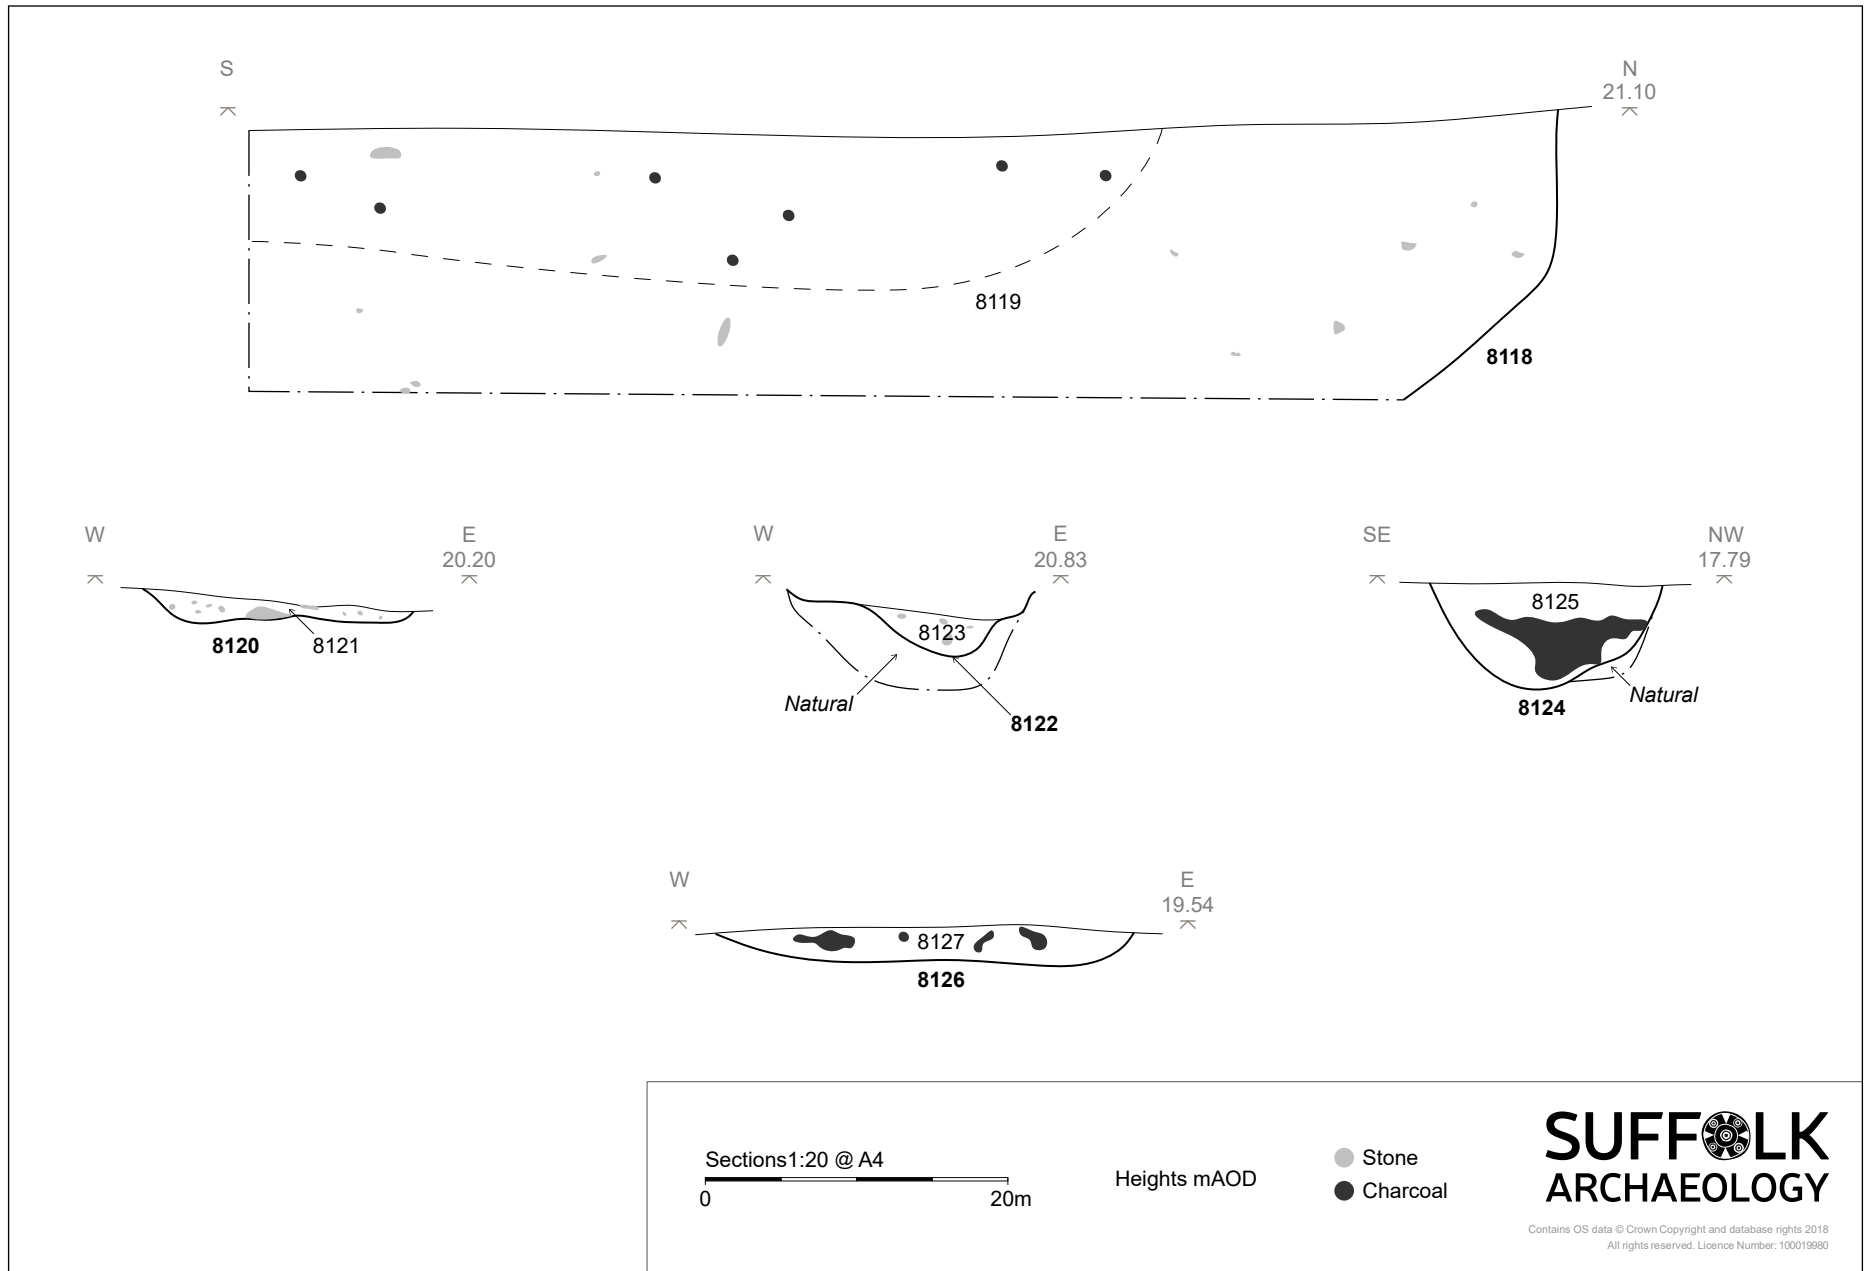 S
N
21.10
8119
8118
W
E
20.20
8120
8121
W
E
20.83
8123
Natural
8122
SE
NW
17.79
8125
Natural
8124
W
E
19.54
8127
8126
Sections1:20 @ A4
0
20m
Heights mAOD
Stone
Charcoal
SUFFOLK
ARCHAEOLOGY
Contains OS data © Crown Copyright and database rights 2018
All rights reserved. Licence Number: 100019980